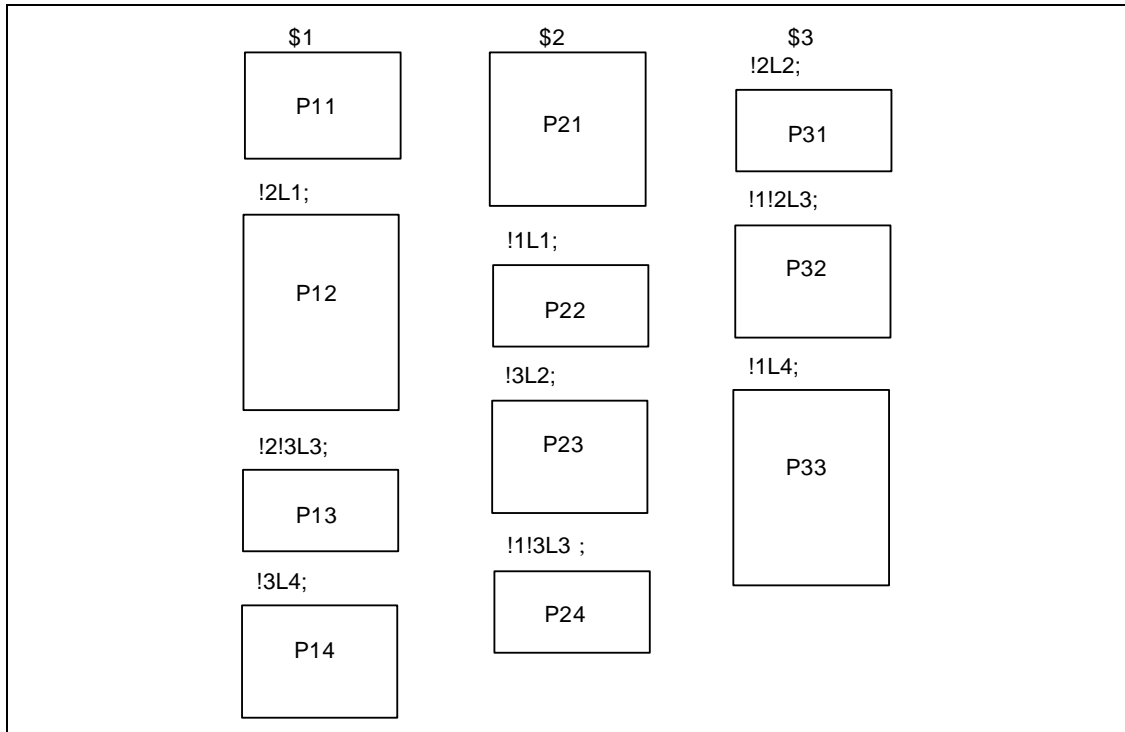 $1
P11
!2L1;
P12
!2!3L3;
P13
!3L4;
P14
$2
P21
!1L1;
P22
!3L2;
P23
!1!3L3 ;
P24
$3
!2L2;
P31
!1!2L3;
P32
!1L4;
P33